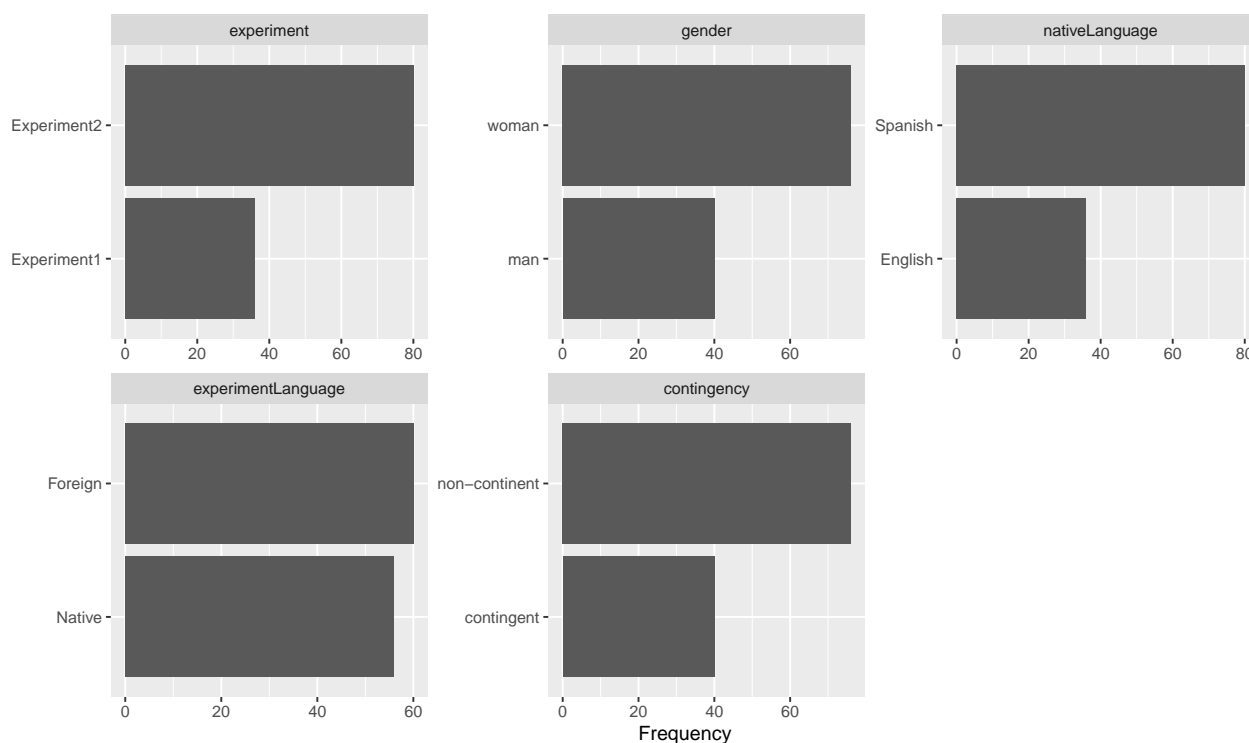 experiment
gender
nativeLanguage
Experiment2
Experiment1
0 20 40 60 80
woman
man
0 20 40 60
Spanish
English
0 20 40 60 80
experimentLanguage
contingency
Foreign
Native
0 20 40 60
non−continent
contingent
0 20 40 60
Frequency